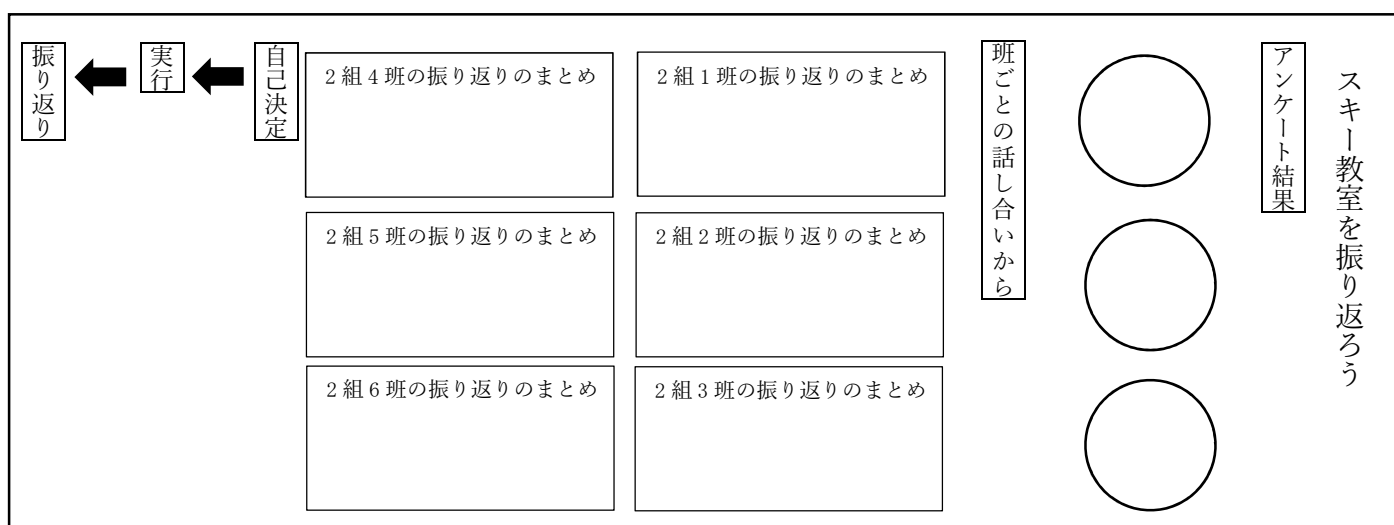 スキー教室を振り返ろう
アンケート結果
班ごとの話し合いから
2組1班の振り返りのまとめ
2組2班の振り返りのまとめ
2組3班の振り返りのまとめ
2組4班の振り返りのまとめ
2組5班の振り返りのまとめ
2組6班の振り返りのまとめ
自己決定
実行
振り返り